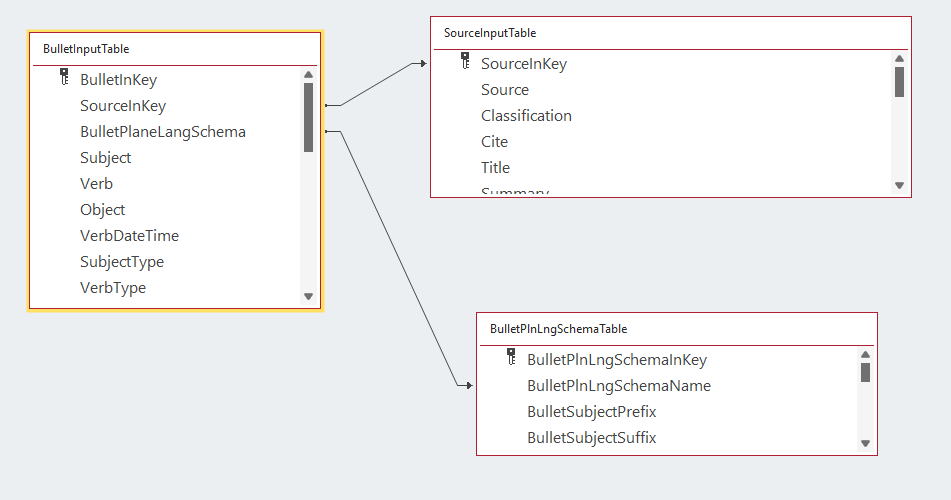 BulletInputTable
BulletInKey
SourceInKey
BulletPlaneLangSchema
Subject
Verb
Object
VerbDateTime
SubjectType
VerbType
SourceInputTable
SourceInKey
Source
Classification
Cite
Title
Summary
BulletPlnLngSchemaTable
BulletPlnLngSchemaInKey
BulletPlnLngSchemaName
BulletSubjectPrefix
BulletSubjectSuffix